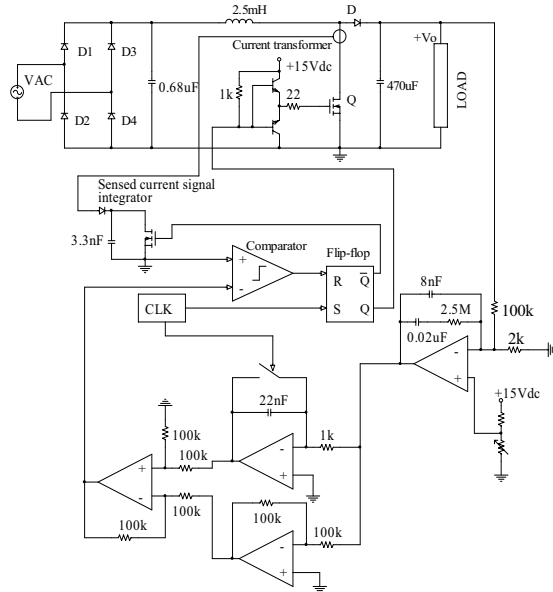 2.5mH
D
D1
D3
Current transformer
+Vo
+15Vdc
VAC
0.68uF
1k
22
Q
470uF
LOAD
D2
D4
Sensed current signal
integrator
3.3nF
Comparator
Flip-flop
+
-
R
Q
S
Q
CLK
8nF
2.5M
0.02uF
100k
2k
-
+
+15Vdc
22nF
1k
100k
100k
-
+
+
-
100k
100k
100k
100k
-
+
+15Vdc